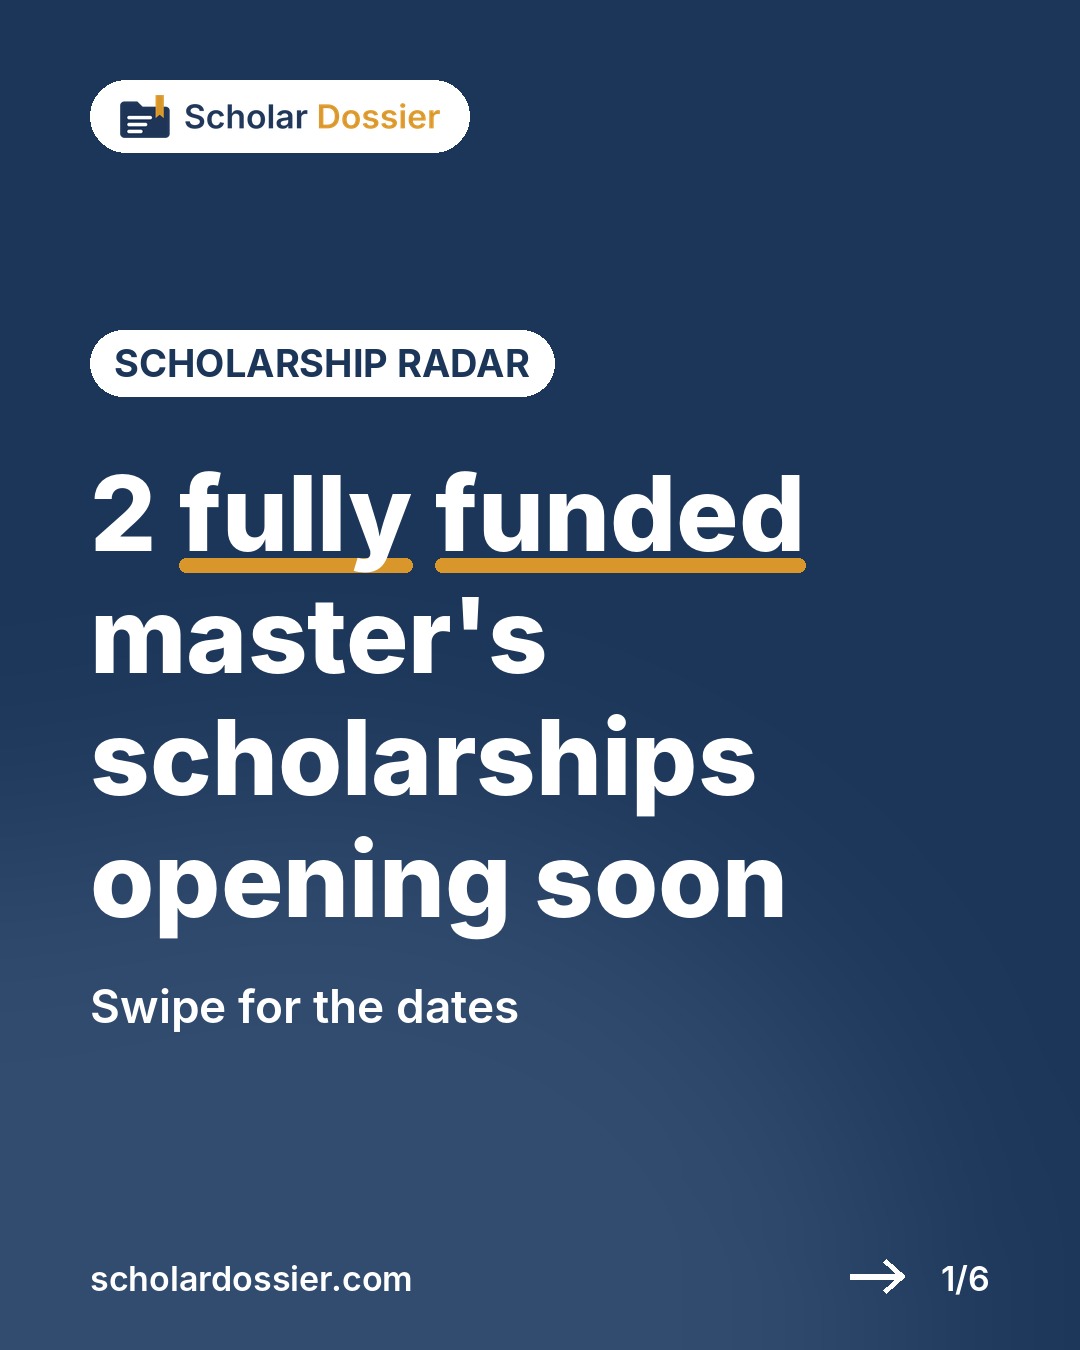 Scholar Dossier
SCHOLARSHIP RADAR
2 fully funded
master's
scholarships
opening soon
Swipe for the dates
scholardossier.com
1/6